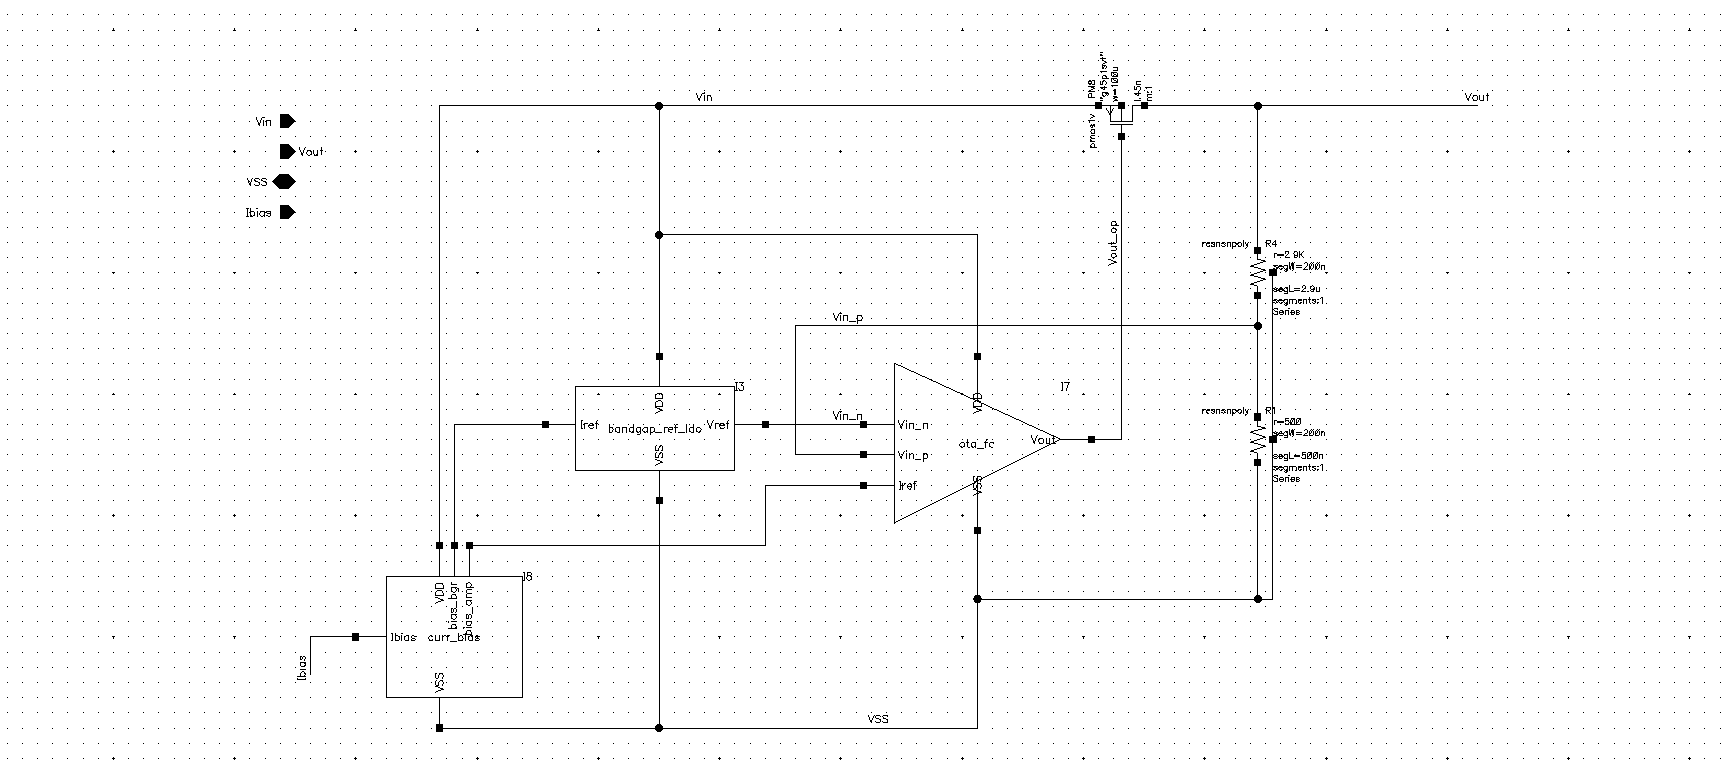 Vin
Vout
VSS
Ibias
Vin
PM8
"g45p1svt"
w=100u
l:45n
m:1
pmos1v
Vout
Vout_op
resnsnpoly
R4
r=2.9K
segW=200n
segL=2.9u
segments:1
Series
Vin_p
I3
VDD
Iref
bandgap_ref_ldo
Vref
VSS
Vin_n
I7
VDD
Vin_n
ota_fc
Vout
Vin_p
Iref
VSS
resnsnpoly
R1
r=500
segW=200n
segL=500n
segments:1
Series
I8
VDD
bias_bgr
bias_amp
Ibias
curr_bias
VSS
Ibias
VSS